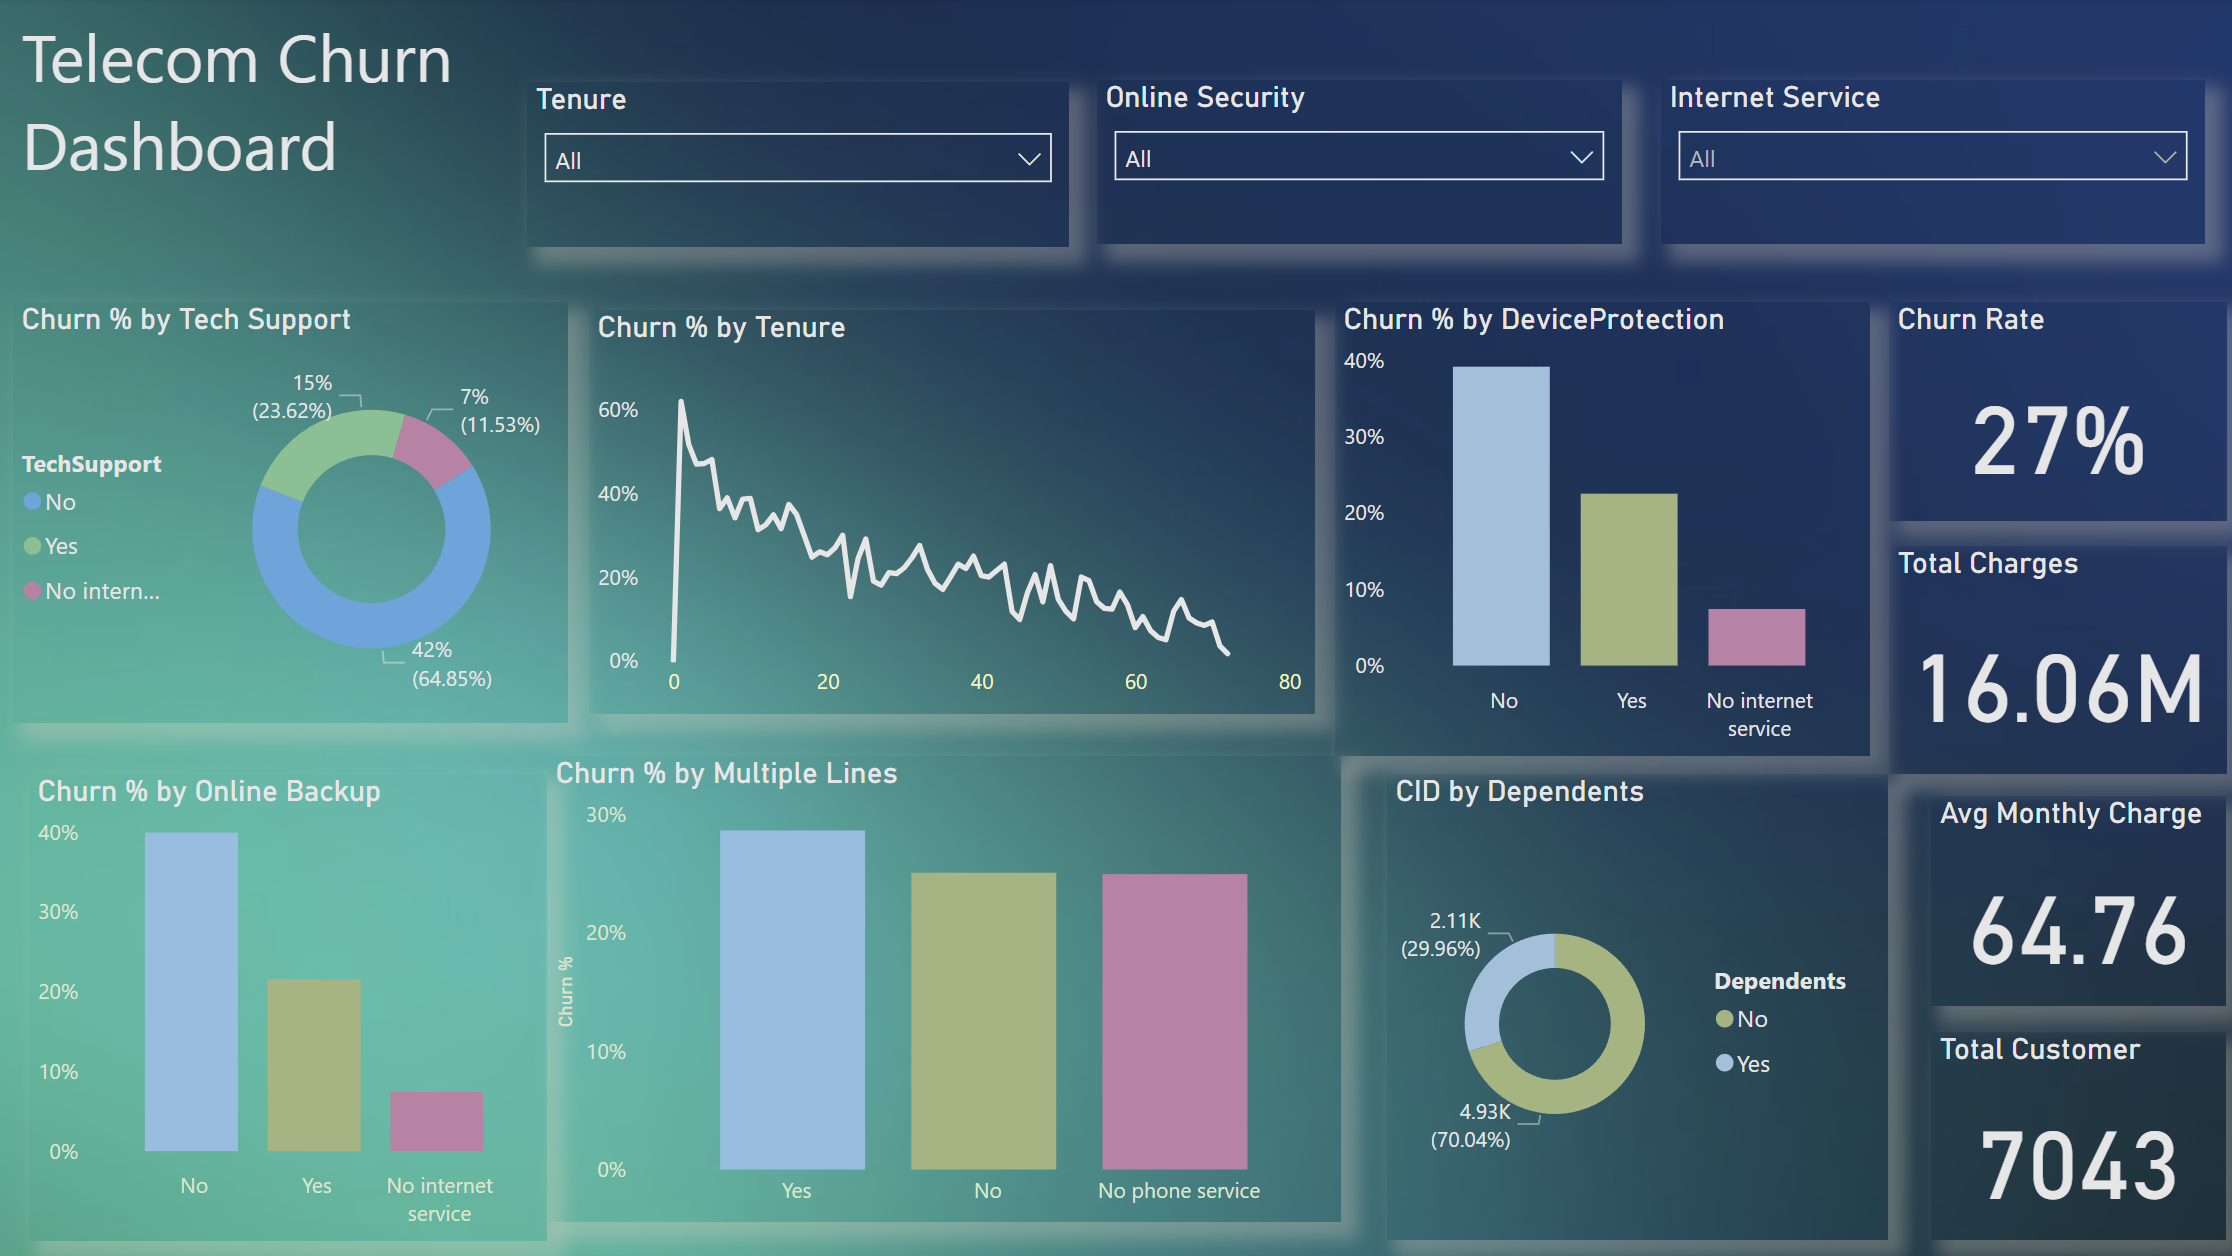 Telecom Churn
Dashboard
Tenure
All
Online Security
All
Internet Service
All
Churn % by Tech Support
15%
(23.62%)
7%
(11.53%)
TechSupport
No
Yes
No intern...
42%
(64.85%)
Churn % by Tenure
60%
40%
20%
0%
0
20
40
60
80
Churn % by DeviceProtection
40%
30%
20%
10%
0%
No
Yes
No internet
service
Churn Rate
27%
Total Charges
16.06M
Churn % by Online Backup
40%
30%
20%
10%
0%
No
Yes
No internet
service
Churn % by Multiple Lines
30%
20%
10%
0%
Churn %
Yes
No
No phone service
CID by Dependents
2.11K
(29.96%)
4.93K
(70.04%)
Dependents
No
Yes
Avg Monthly Charge
64.76
Total Customer
7043